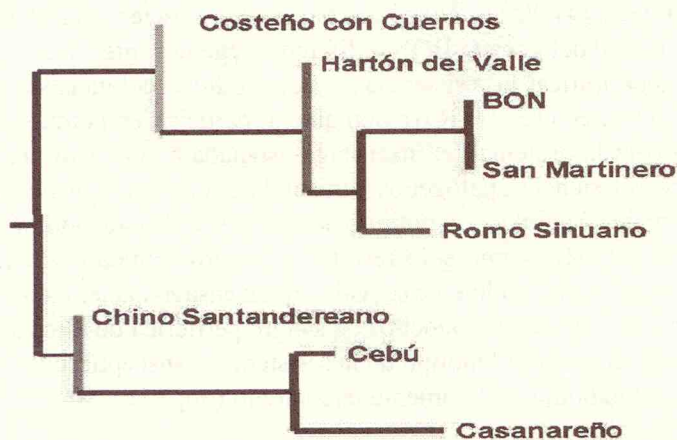 Costeño con Cuernos
Hartón del Valle
BON
San Martinero
Romo Sinuano
Chino Santandereano
Cebú
Casanareño